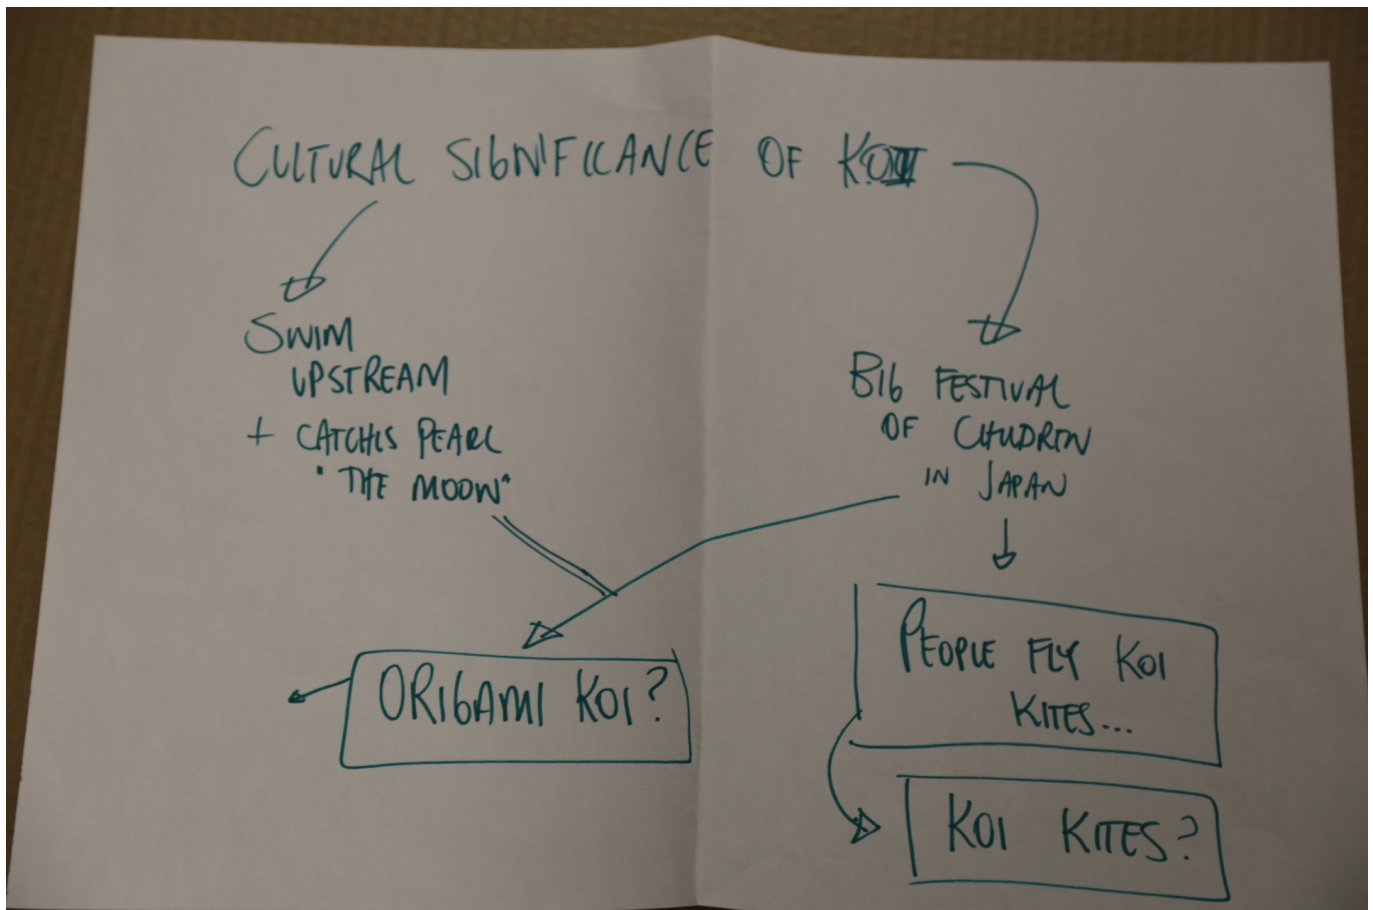 CULTURAL SIGNIFICANCE OF KOI
SWIM
UPSTREAM
+ CATCHES PEARL
"THE MOON"
BIG FESTIVAL
OF CHILDREN
IN JAPAN
ORIGAMI KOI?
PEOPLE FLY KOI
KITES...
KOI KITES?